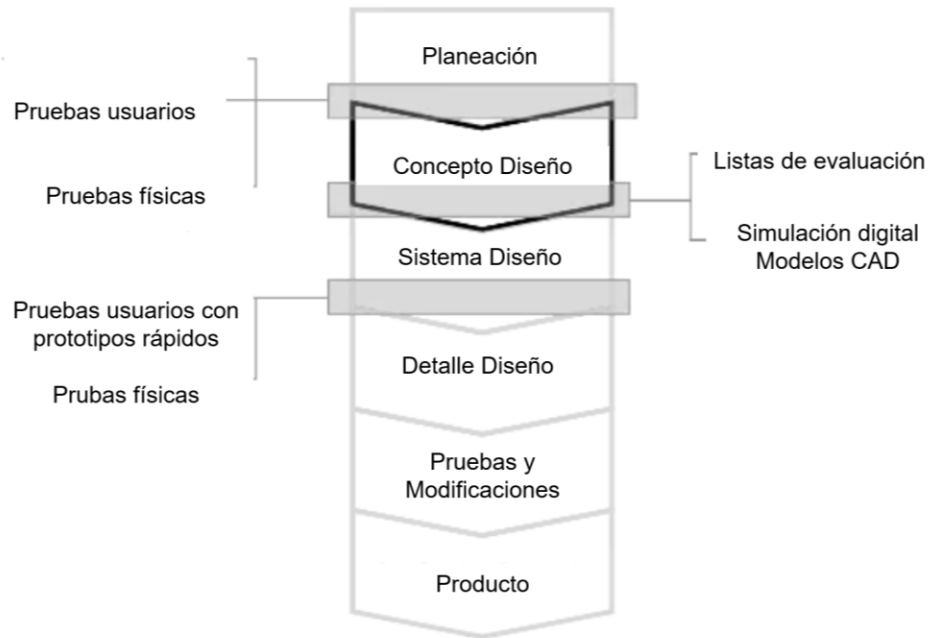 Planeación
Pruebas usuarios
Pruebas físicas
Concepto Diseño
Listas de evaluación
Simulación digital
Modelos CAD
Sistema Diseño
Pruebas usuarios con
prototipos rápidos
Prubas físicas
Detalle Diseño
Pruebas y
Modificaciones
Producto